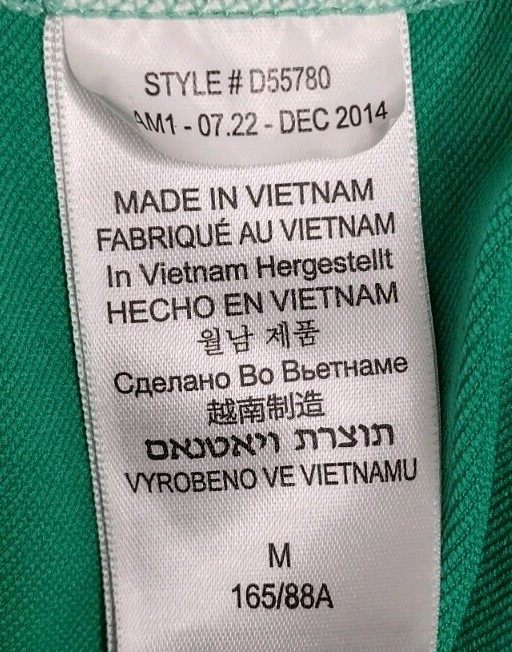 STYLE # D55780
AM1 - 07.22 - DEC 2014
MADE IN VIETNAM
FABRIQUÉ AU VIETNAM
In Vietnam Hergestellt
HECHO EN VIETNAM
월남 제품
Сделано Во Вьетнаме
越南制造
תוצרת ויאטנאם
VYROBENO VE VIETNAMU
M
165/88A